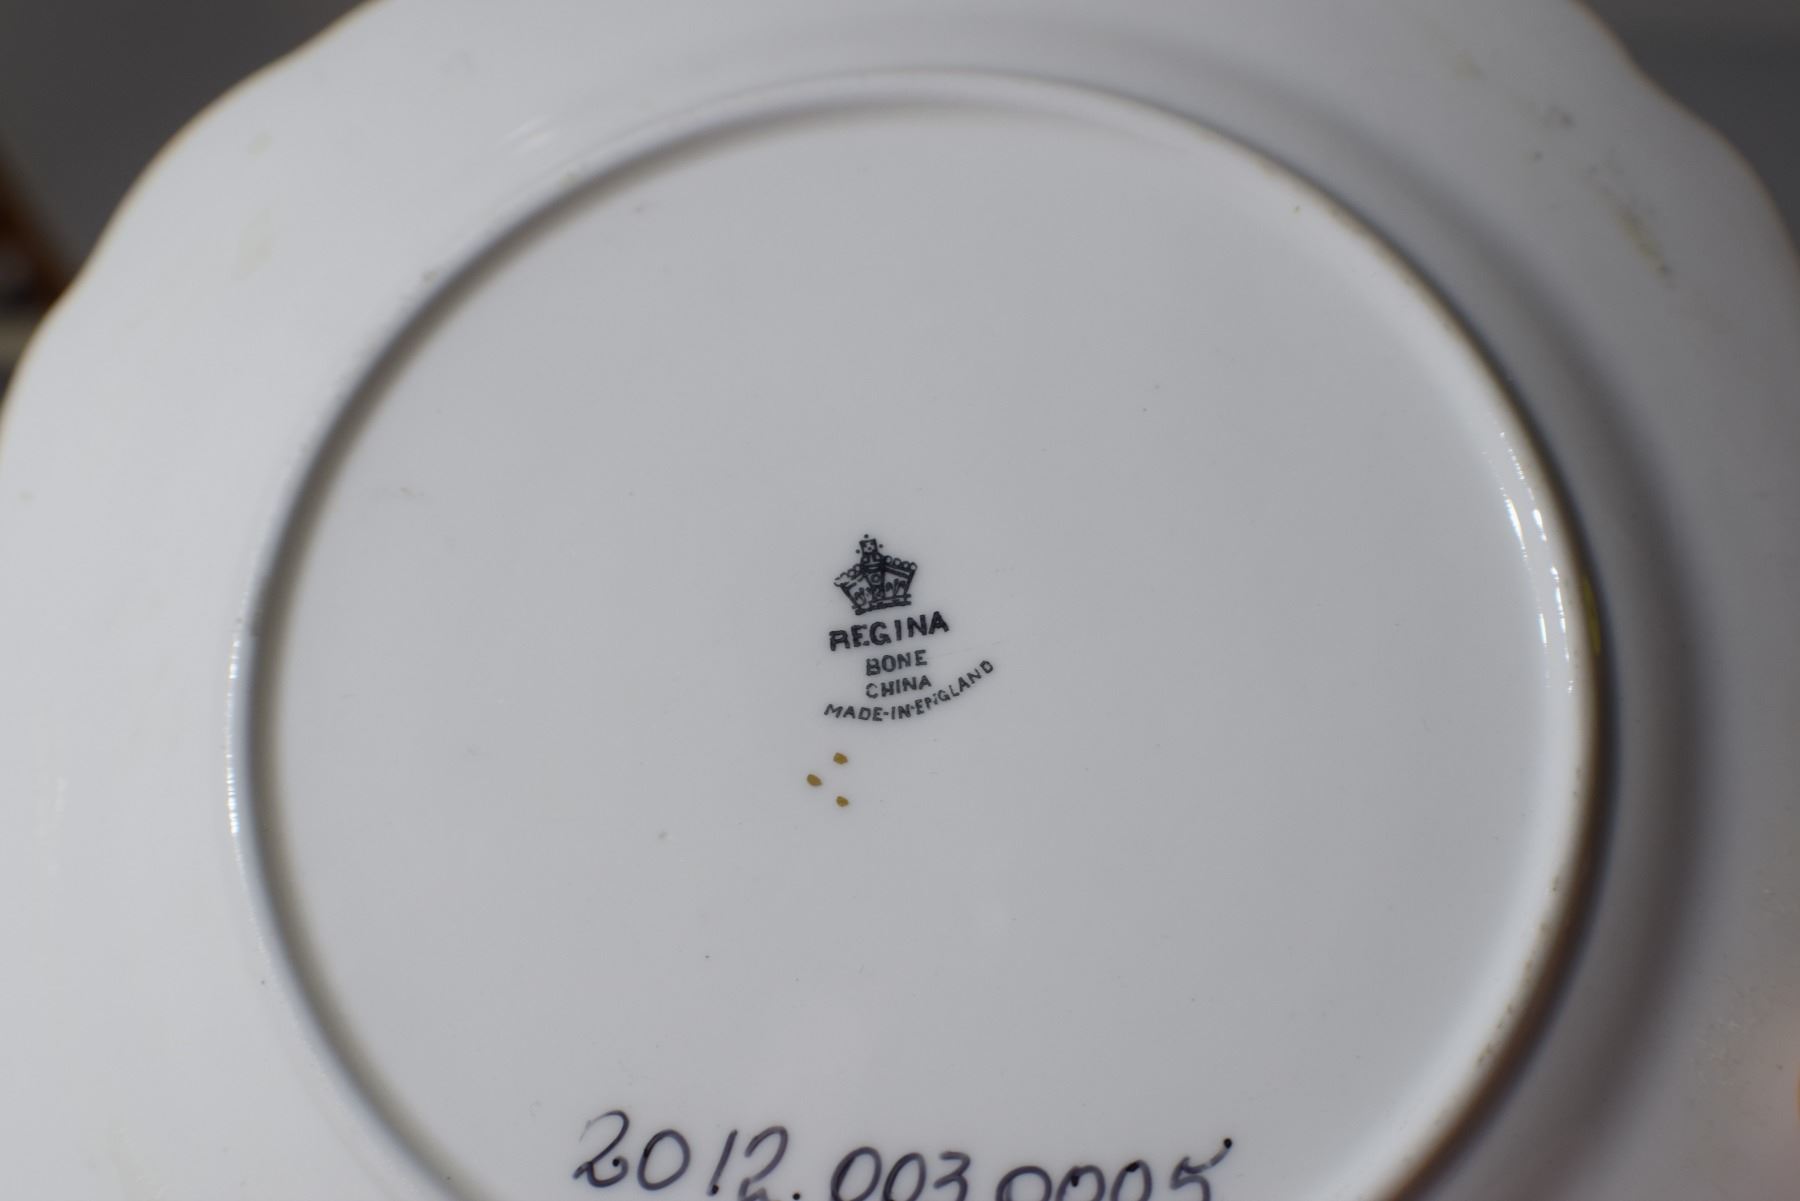 REGINA
BONE
CHINA
MADE-IN-ENGLAND
2012.003.0005